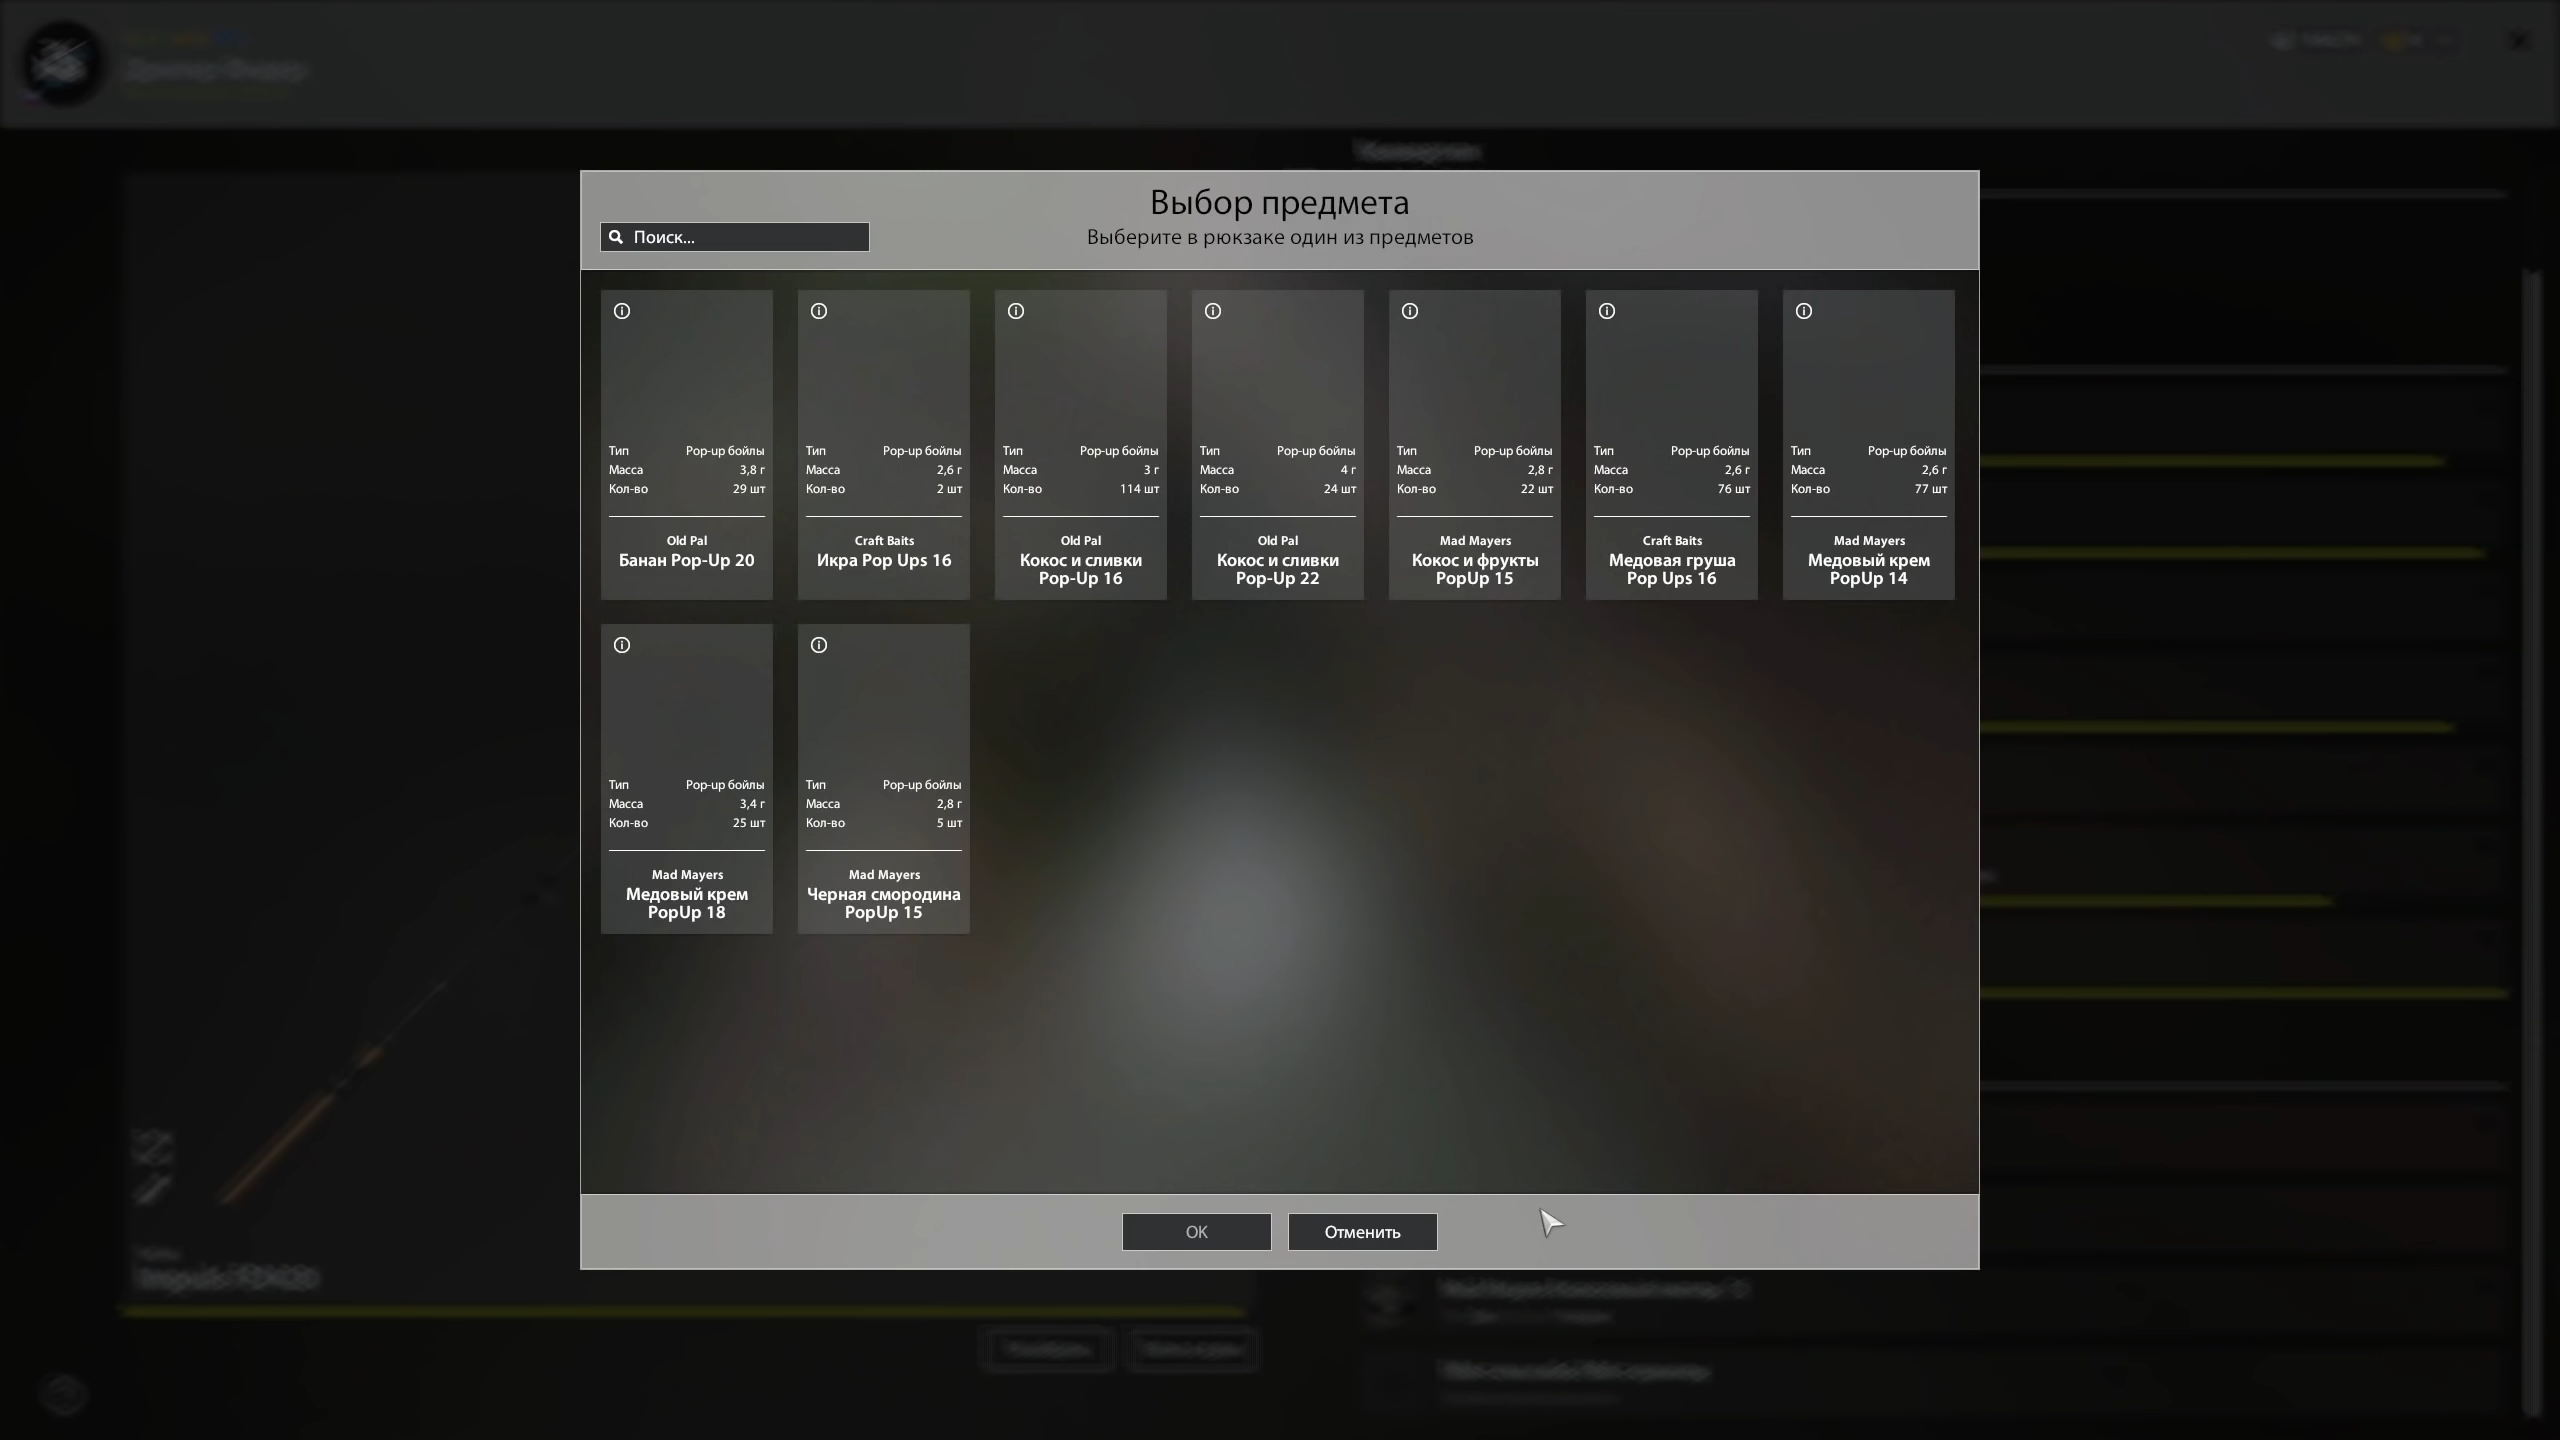 Выбор предмета
Поиск...
Выберите в рюкзаке один из предметов
Тип Pop-up бойлы
Масса 3,8 г
Кол-во 29 шт
Old Pal
Банан Pop-Up 20
Тип Pop-up бойлы
Масса 2,6 г
Кол-во 2 шт
Craft Baits
Икра Pop Ups 16
Тип Pop-up бойлы
Масса 3 г
Кол-во 114 шт
Old Pal
Кокос и сливки
Pop-Up 16
Тип Pop-up бойлы
Масса 4 г
Кол-во 24 шт
Old Pal
Кокос и сливки
Pop-Up 22
Тип Pop-up бойлы
Масса 2,8 г
Кол-во 22 шт
Mad Mayers
Кокос и фрукты
PopUp 15
Тип Pop-up бойлы
Масса 2,6 г
Кол-во 76 шт
Craft Baits
Медовая груша
Pop Ups 16
Тип Pop-up бойлы
Масса 2,6 г
Кол-во 77 шт
Mad Mayers
Медовый крем
PopUp 14
Тип Pop-up бойлы
Масса 3,4 г
Кол-во 25 шт
Mad Mayers
Медовый крем
PopUp 18
Тип Pop-up бойлы
Масса 2,8 г
Кол-во 5 шт
Mad Mayers
Черная смородина
PopUp 15
OK
Отменить